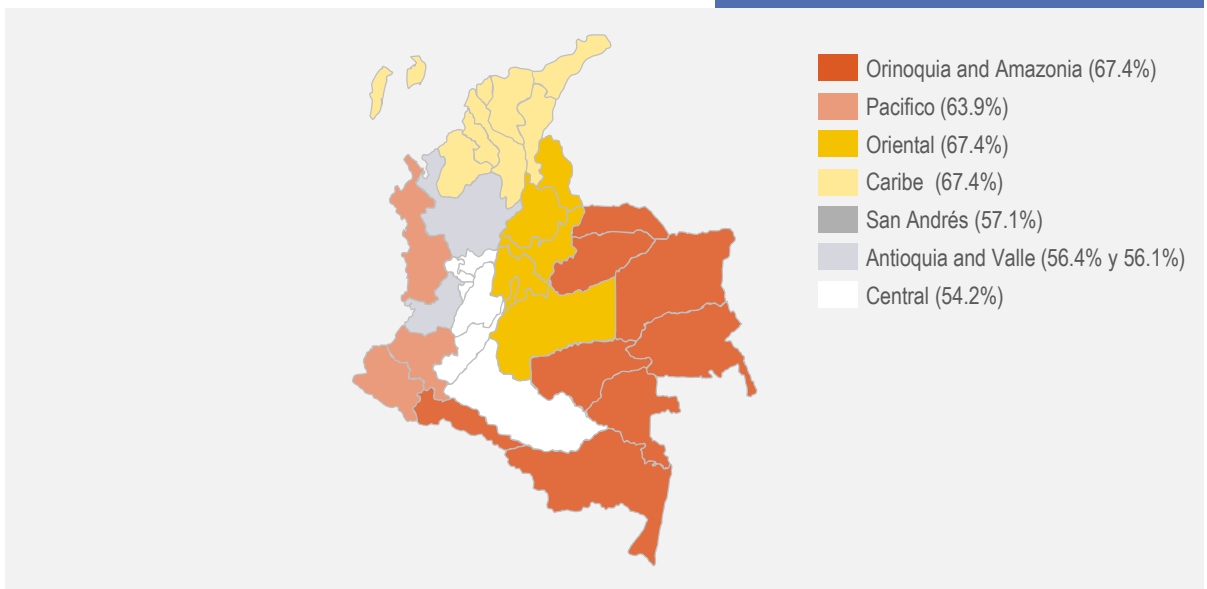 Orinoquia and Amazonia (67.4%)
Pacifico (63.9%)
Oriental (67.4%)
Caribe (67.4%)
San Andrés (57.1%)
Antioquia and Valle (56.4% y 56.1%)
Central (54.2%)